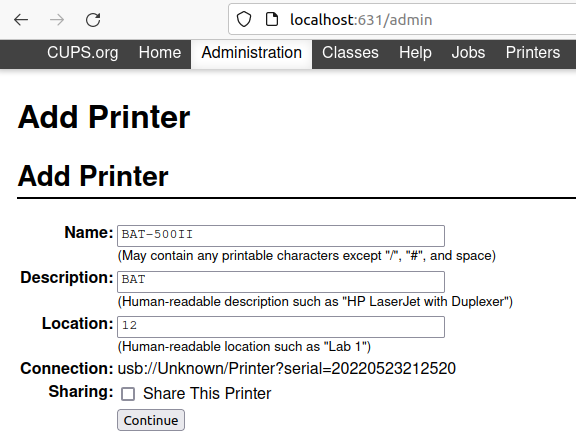 localhost:631/admin
CUPS.org Home Administration Classes Help Jobs Printers
Add Printer
Add Printer
Name: BAT-500II
(May contain any printable characters except "/", "#", and space)
Description: BAT
(Human-readable description such as "HP LaserJet with Duplexer")
Location: 12
(Human-readable location such as "Lab 1")
Connection: usb://Unknown/Printer?serial=20220523212520
Sharing: Share This Printer
Continue